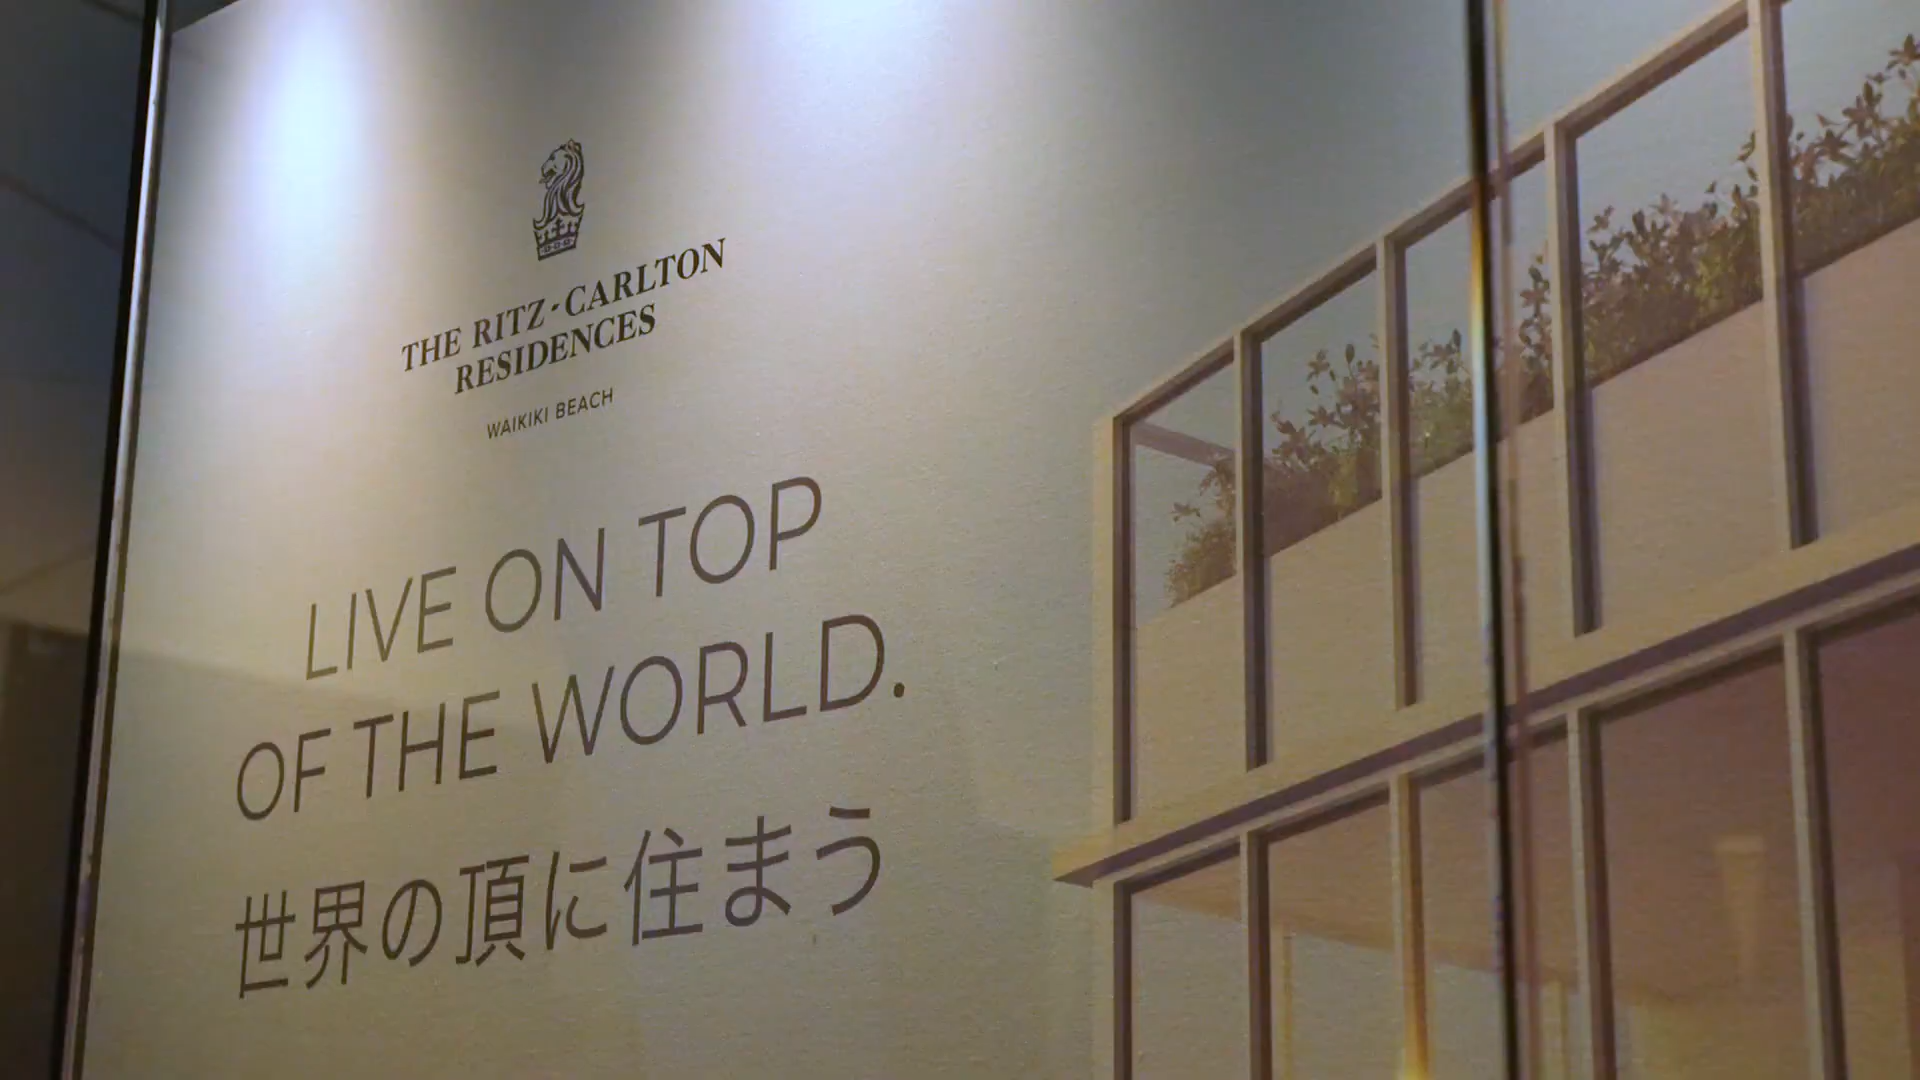 THE RITZ-CARLTON
RESIDENCES
WAIKIKI BEACH
LIVE ON TOP
OF THE WORLD.
世界の頂に住まう